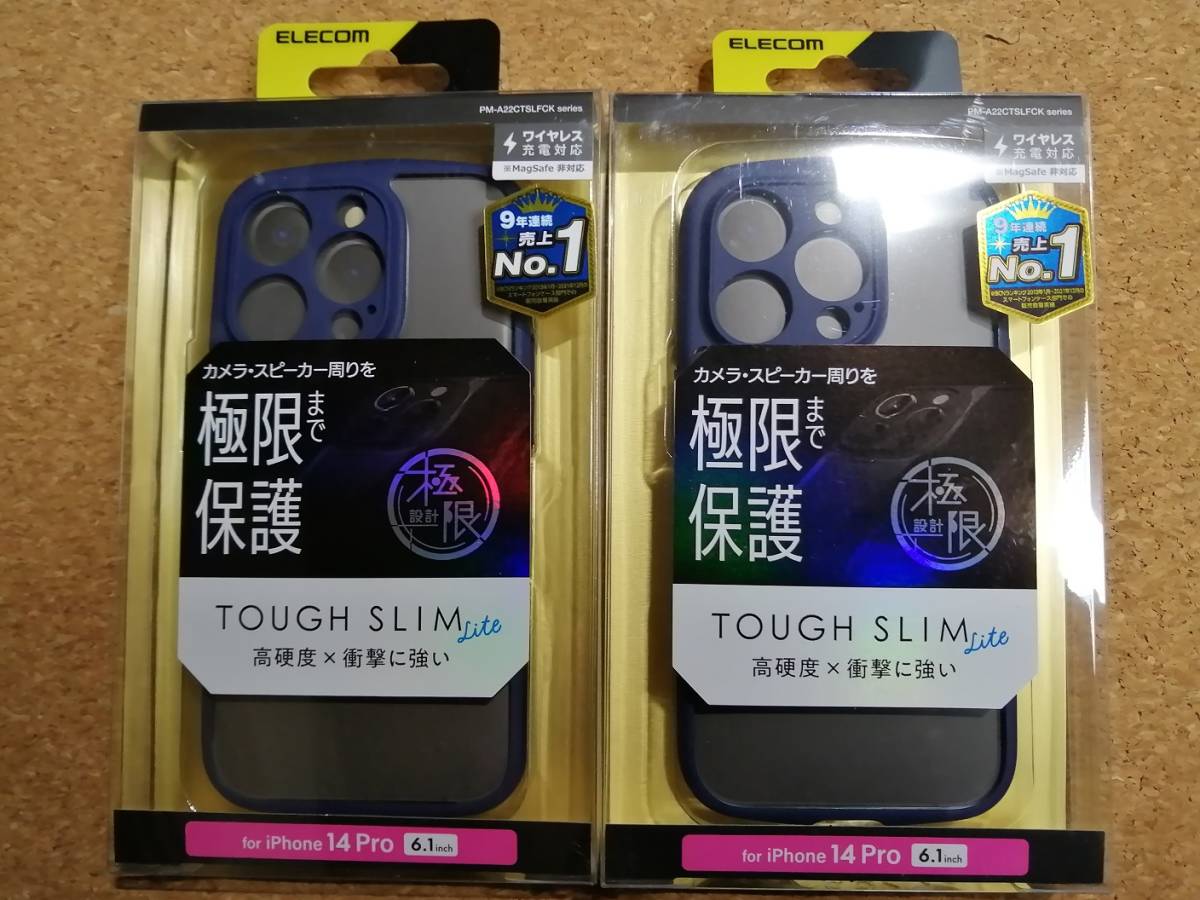 ELECOM
PM-A22CTSLFCK series
ワイヤレス
充電対応
※MagSafe 非対応
9年連続
売上
No.1
カメラ・スピーカー周りを
極限まで
保護
極限
設計
TOUGH SLIM Lite
高硬度×衝撃に強い
for iPhone 14 Pro 6.1inch
ELECOM
PM-A22CTSLFCK series
ワイヤレス
充電対応
※MagSafe 非対応
9年連続
売上
No.1
カメラ・スピーカー周りを
極限まで
保護
極限
設計
TOUGH SLIM Lite
高硬度×衝撃に強い
for iPhone 14 Pro 6.1inch